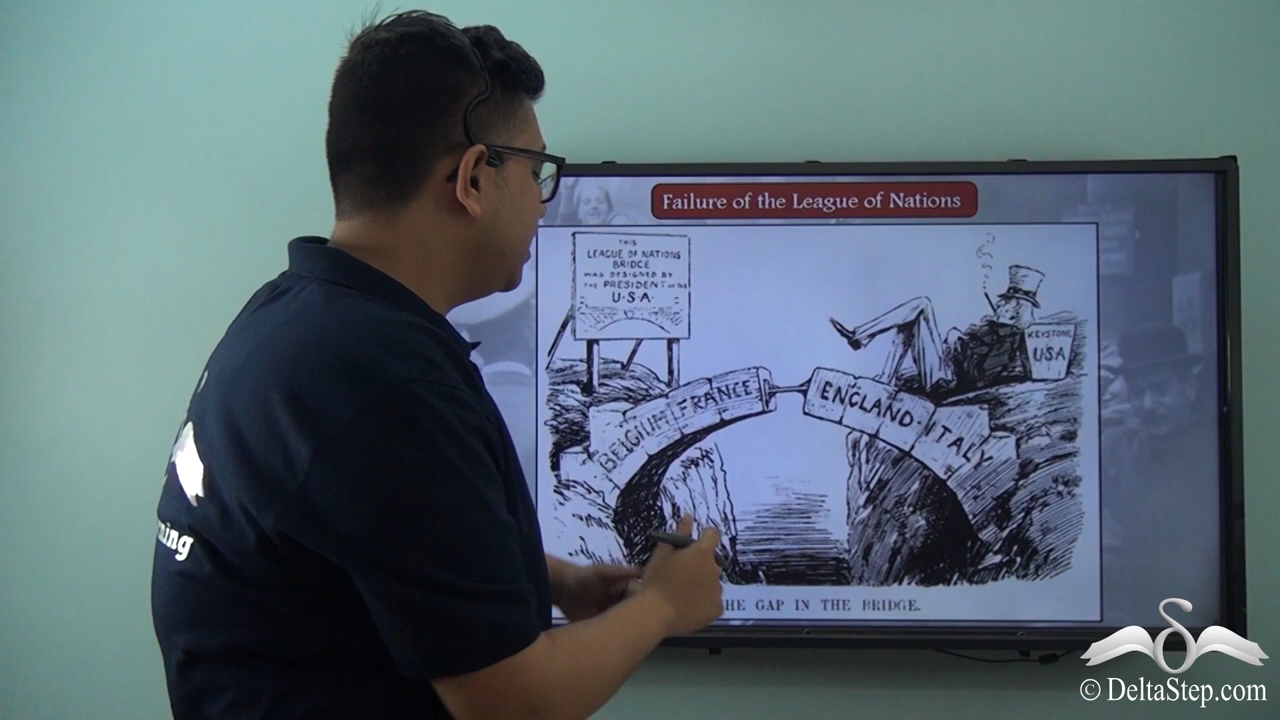 Failure of the League of Nations
THIS
LEAGUE OF NATIONS
BRIDGE
WAS DESIGNED BY
THE PRESIDENT OF THE
U·S·A·
KEYSTONE
USA
BELGIUM FRANCE
ENGLAND·ITALY
HE GAP IN THE BRIDGE.
ning
© DeltaStep.com